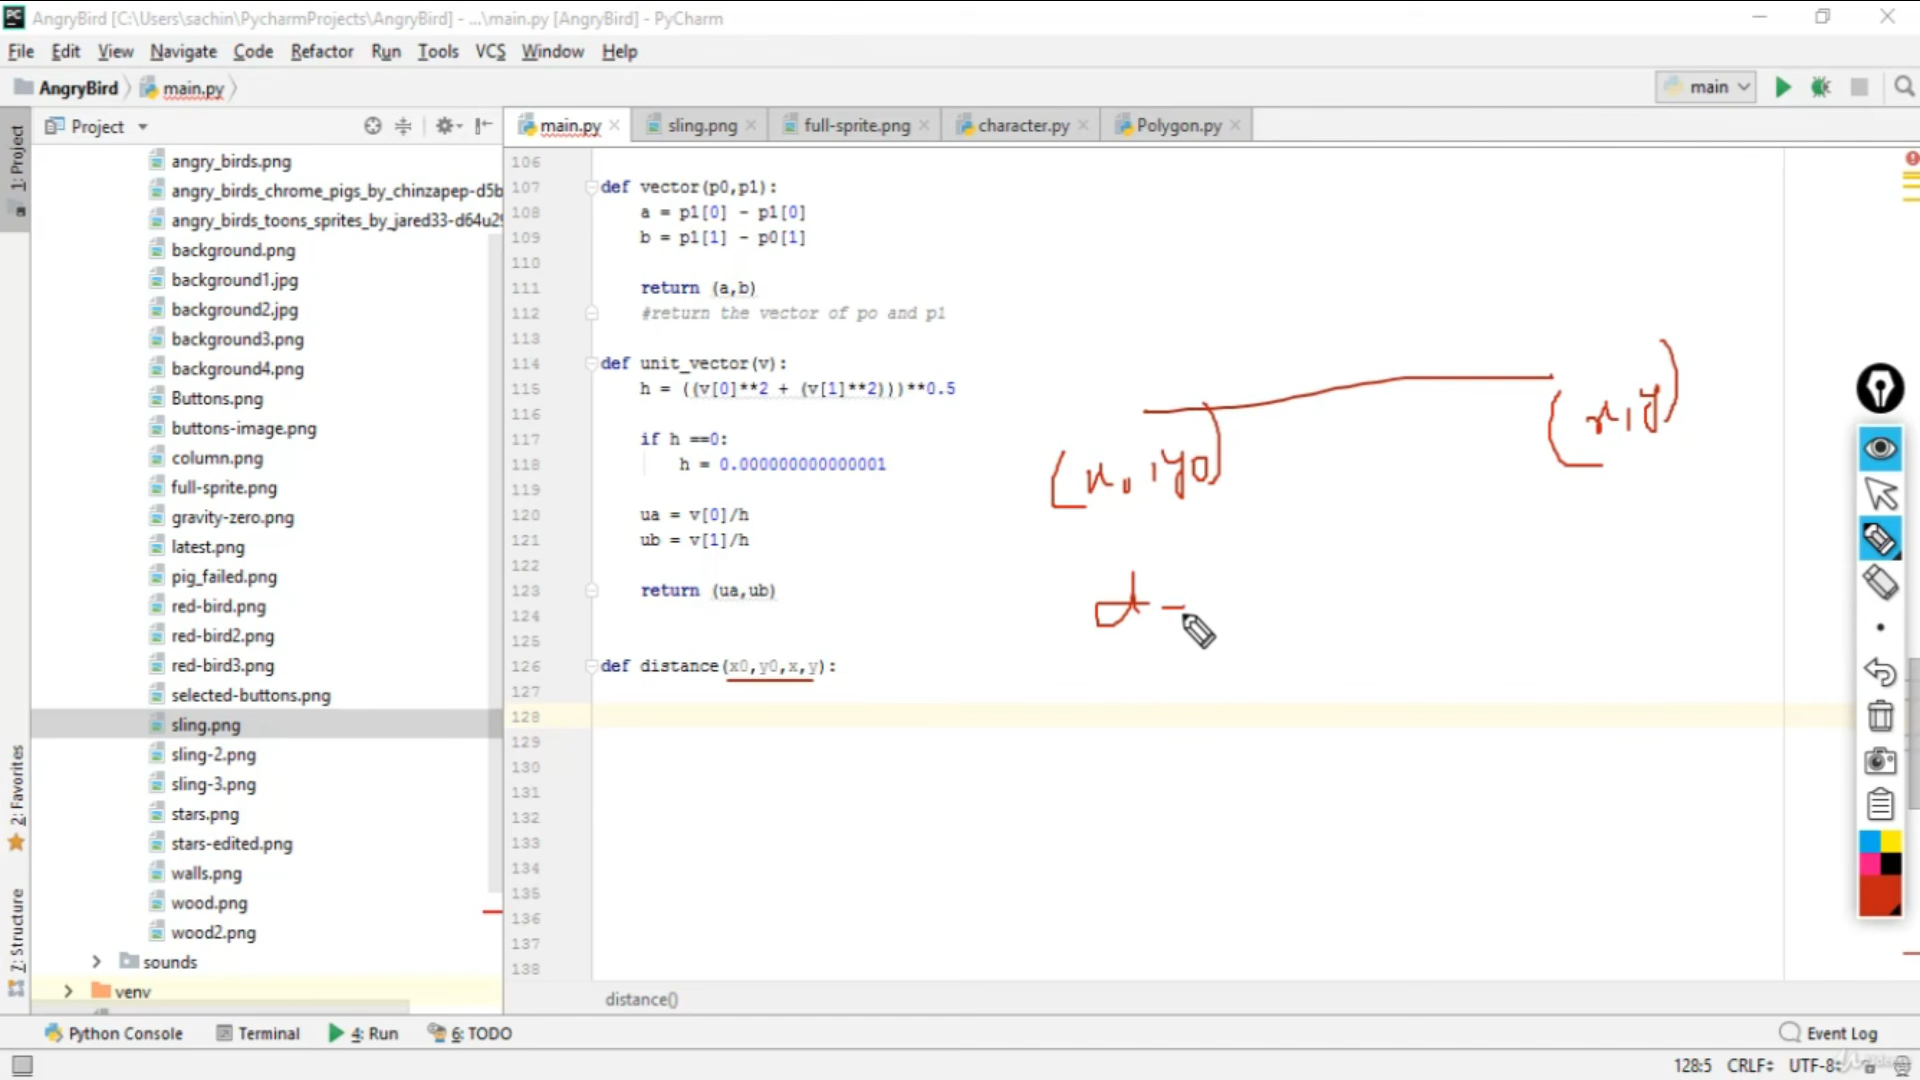 AngryBird [C:\Users\sachin\PycharmProjects\AngryBird] - ...\main.py [AngryBird] - PyCharm
File Edit View Navigate Code Refactor Run Tools VCS Window Help
AngryBird main.py main
Project main.py sling.png full-sprite.png character.py Polygon.py
1: Project
2: Favorites
7: Structure
angry_birds.png
angry_birds_chrome_pigs_by_chinzapep-d5b
angry_birds_toons_sprites_by_jared33-d64u2
background.png
background1.jpg
background2.jpg
background3.png
background4.png
Buttons.png
buttons-image.png
column.png
full-sprite.png
gravity-zero.png
latest.png
pig_failed.png
red-bird.png
red-bird2.png
red-bird3.png
selected-buttons.png
sling.png
sling-2.png
sling-3.png
stars.png
stars-edited.png
walls.png
wood.png
wood2.png
sounds
venv
106
107 def vector(p0,p1):
108 a = p1[0] - p1[0]
109 b = p1[1] - p0[1]
110
111 return (a,b)
112 #return the vector of po and p1
113
114 def unit_vector(v):
115 h = ((v[0]**2 + (v[1]**2)))**0.5
116
117 if h ==0:
118 h = 0.000000000000001
119
120 ua = v[0]/h
121 ub = v[1]/h
122
123 return (ua,ub)
124
125
126 def distance(x0,y0,x,y):
127
128
129
130
131
132
133
134
135
136
137
138
(x,y)
(x0,y0)
d -
distance()
Python Console Terminal 4: Run 6: TODO Event Log
128:5 CRLF UTF-8